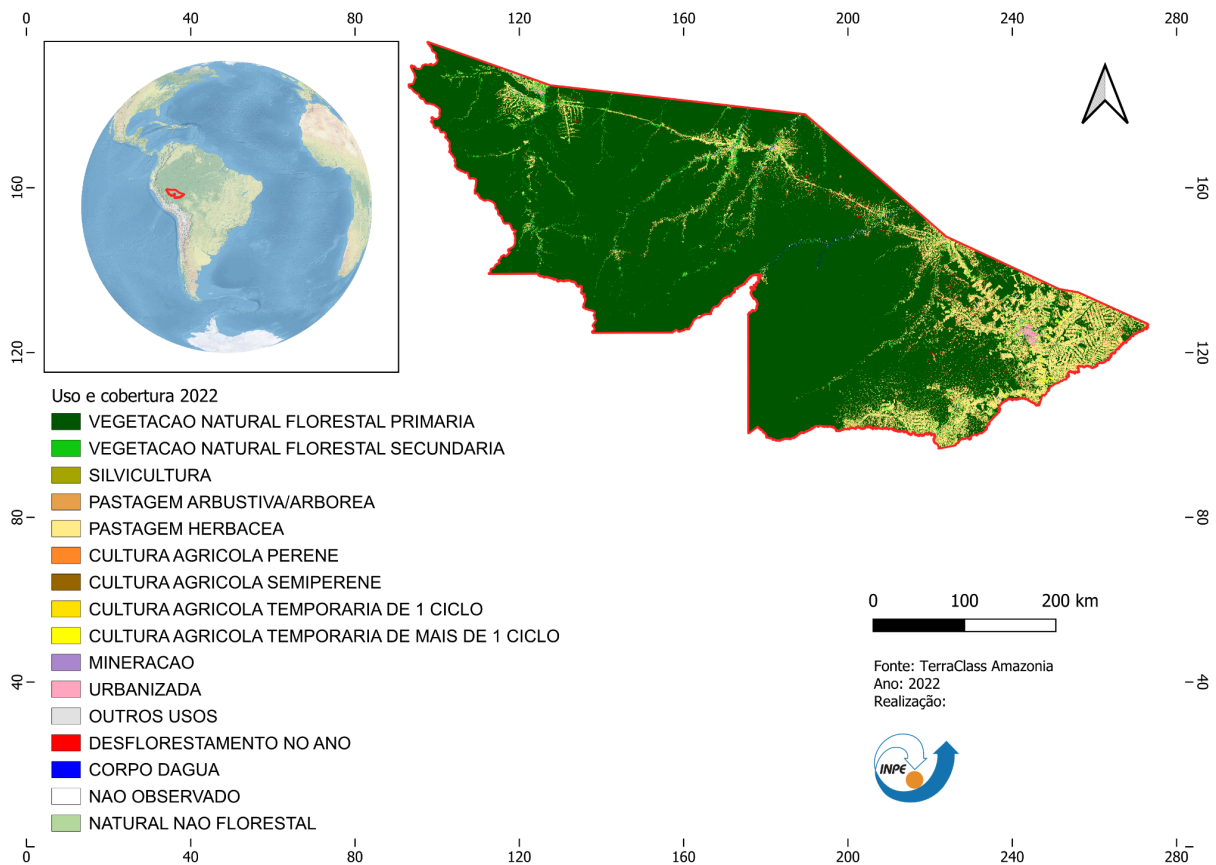 0 40 80 120 160 200 240 280
160 160
120 120
Uso e cobertura 2022
VEGETACAO NATURAL FLORESTAL PRIMARIA
VEGETACAO NATURAL FLORESTAL SECUNDARIA
SILVICULTURA
PASTAGEM ARBUSTIVA/ARBOREA
PASTAGEM HERBACEA
80 80
CULTURA AGRICOLA PERENE
CULTURA AGRICOLA SEMIPERENE
CULTURA AGRICOLA TEMPORARIA DE 1 CICLO
CULTURA AGRICOLA TEMPORARIA DE MAIS DE 1 CICLO
MINERACAO
URBANIZADA
OUTROS USOS
DESFLORESTAMENTO NO ANO
CORPO DAGUA
NAO OBSERVADO
NATURAL NAO FLORESTAL
0 100 200 km
Fonte: TerraClass Amazonia
Ano: 2022
Realização:
40 40
INPE
0
0 40 80 120 160 200 240 280